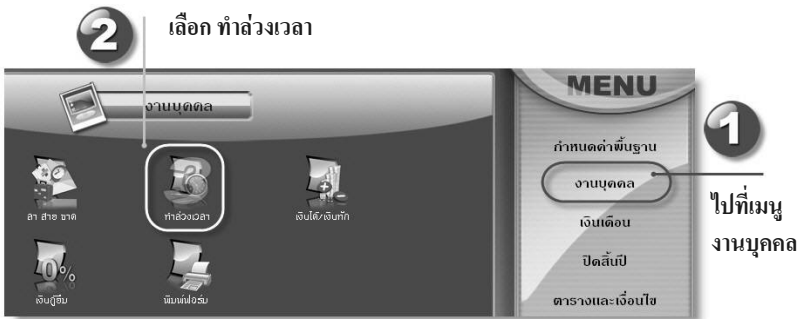 2 เลือก ทำล่วงเวลา
งานบุคคล
ลา สาย ขาด
ทำล่วงเวลา
เงินได้/เงินหัก
0%
เงินกู้ยืม
พิมพ์ฟอร์ม
MENU
กำหนดค่าพื้นฐาน
งานบุคคล
เงินเดือน
ปิดสิ้นปี
ตารางและเงื่อนไข
1
ไปที่เมนู
งานบุคคล